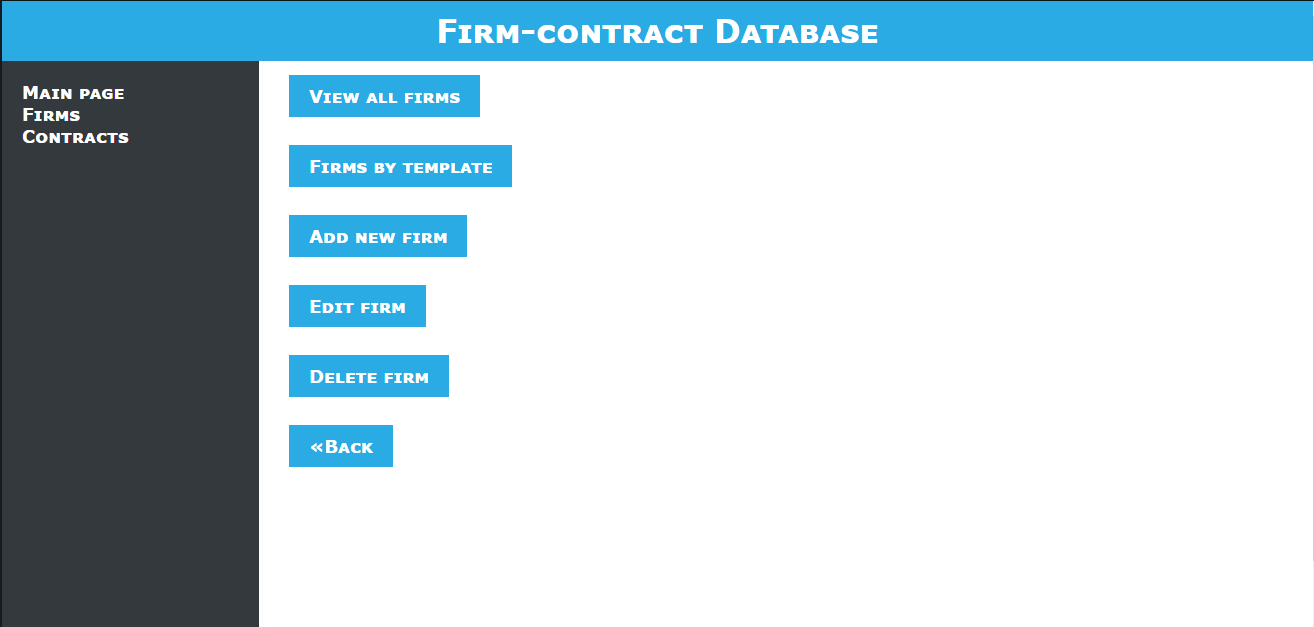 Firm-contract Database
Main page
Firms
Contracts
View all firms
Firms by template
Add new firm
Edit firm
Delete firm
«Back